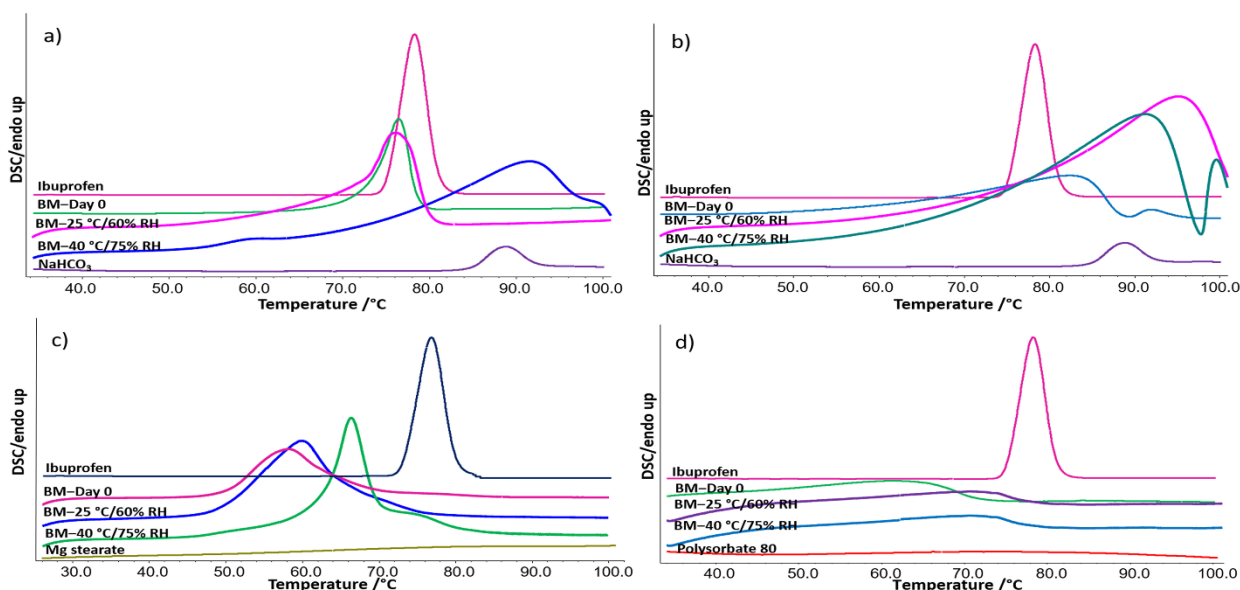 a)
DSC/endo up
Ibuprofen
BM–Day 0
BM–25 °C/60% RH
BM–40 °C/75% RH
NaHCO₃
40.0 50.0 60.0 70.0 80.0 90.0 100.0
Temperature /°C
b)
DSC/endo up
Ibuprofen
BM–Day 0
BM–25 °C/60% RH
BM–40 °C/75% RH
NaHCO₃
40.0 50.0 60.0 70.0 80.0 90.0 100.0
Temperature /°C
c)
DSC/endo up
Ibuprofen
BM–Day 0
BM–25 °C/60% RH
BM–40 °C/75% RH
Mg stearate
30.0 40.0 50.0 60.0 70.0 80.0 90.0 100.0
Temperature /°C
d)
DSC/endo up
Ibuprofen
BM–Day 0
BM–25 °C/60% RH
BM–40 °C/75% RH
Polysorbate 80
40.0 50.0 60.0 70.0 80.0 90.0 100.0
Temperature /°C